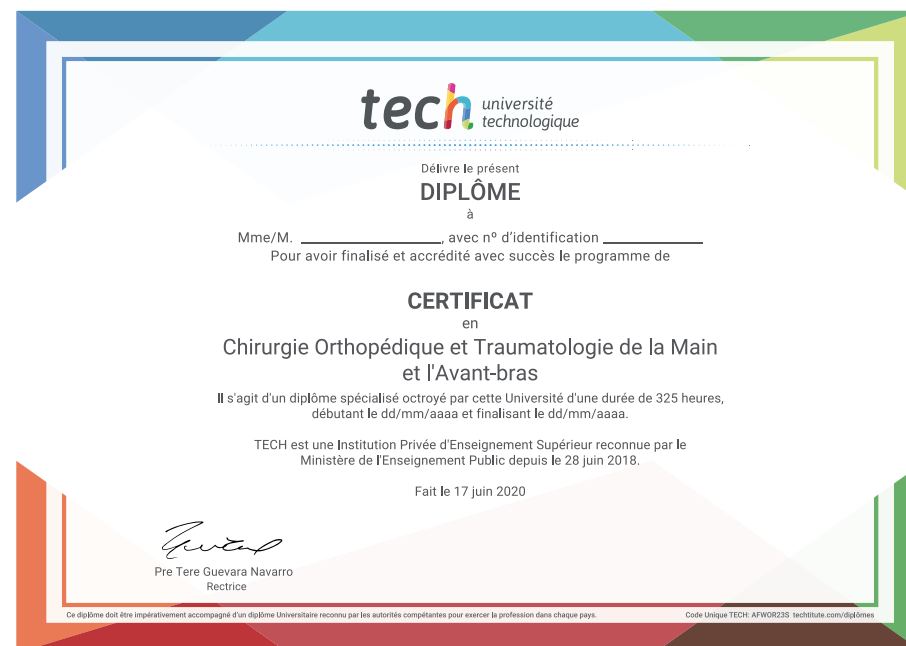 tech université
technologique
Délivre le présent
DIPLÔME
à
Mme/M. ____________________, avec nº d'identification ______________
Pour avoir finalisé et accrédité avec succès le programme de
CERTIFICAT
en
Chirurgie Orthopédique et Traumatologie de la Main
et l'Avant-bras
Il s'agit d'un diplôme spécialisé octroyé par cette Université d'une durée de 325 heures,
débutant le dd/mm/aaaa et finalisant le dd/mm/aaaa.
TECH est une Institution Privée d'Enseignement Supérieur reconnue par le
Ministère de l'Enseignement Public depuis le 28 juin 2018.
Fait le 17 juin 2020
Pre Tere Guevara Navarro
Rectrice
Ce diplôme doit être impérativement accompagné d'un diplôme Universitaire reconnu par les autorités compétentes pour exercer la profession dans chaque pays. Code Unique TECH: AFWOR23S techtitute.com/diplômes